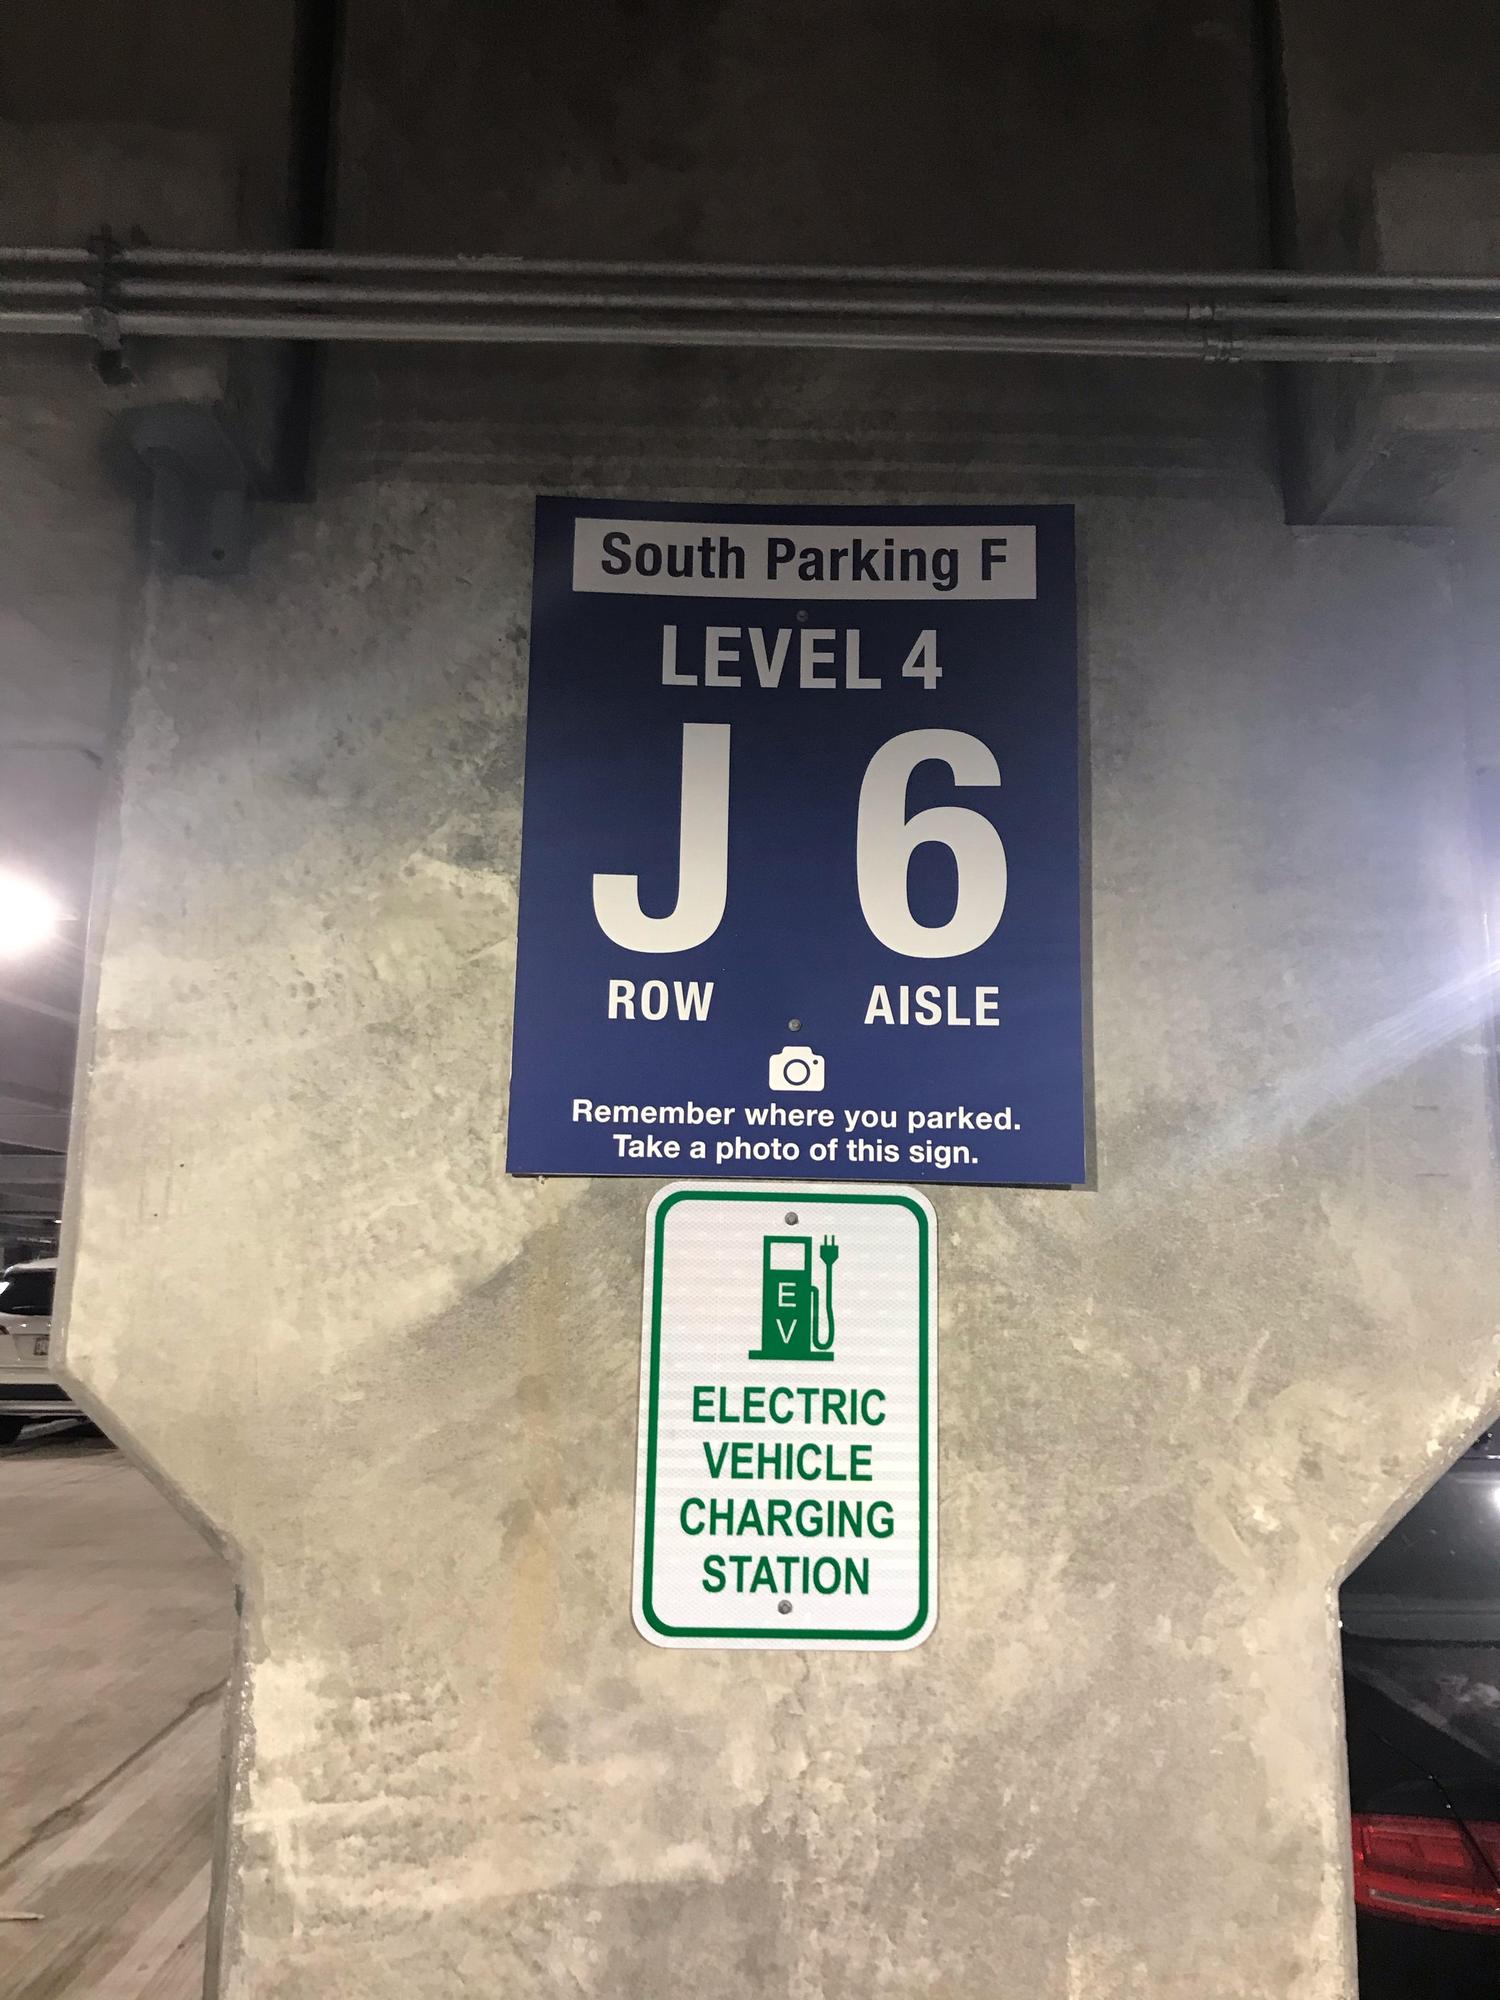 South Parking F
LEVEL 4
J 6
ROW AISLE
Remember where you parked.
Take a photo of this sign.
E
V
ELECTRIC
VEHICLE
CHARGING
STATION